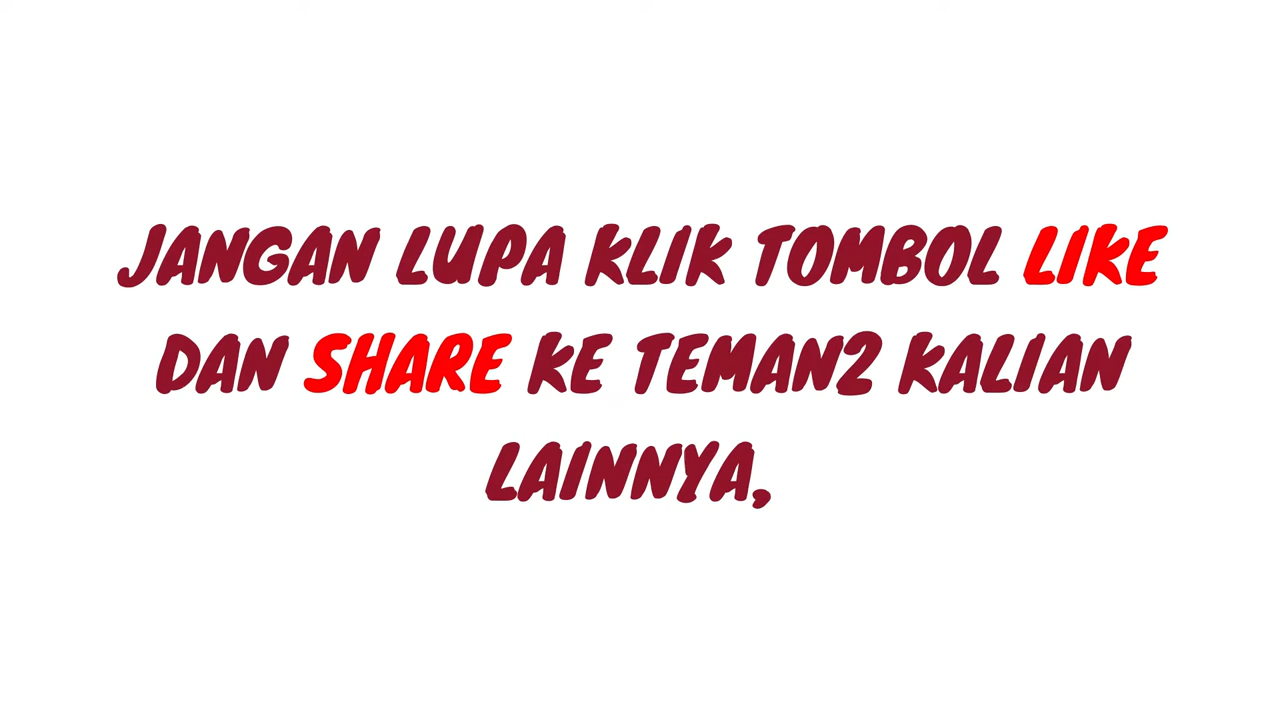 JANGAN LUPA KLIK TOMBOL LIKE
DAN SHARE KE TEMAN2 KALIAN
LAINNYA,